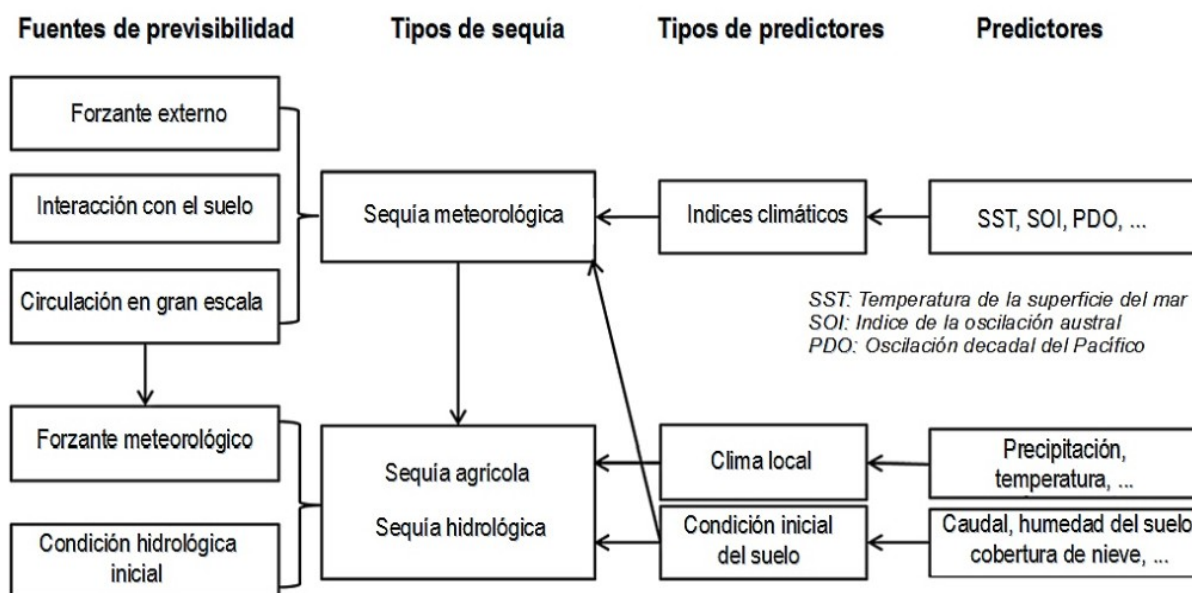 Fuentes de previsibilidad
Tipos de sequía
Tipos de predictores
Predictores
Forzante externo
Interacción con el suelo
Circulación en gran escala
Sequía meteorológica
Indices climáticos
SST, SOI, PDO, ...
SST: Temperatura de la superficie del mar
SOI: Indice de la oscilación austral
PDO: Oscilación decadal del Pacífico
Forzante meteorológico
Condición hidrológica
inicial
Sequía agrícola
Sequía hidrológica
Clima local
Condición inicial
del suelo
Precipitación,
temperatura, ...
Caudal, humedad del suelo
cobertura de nieve, ...